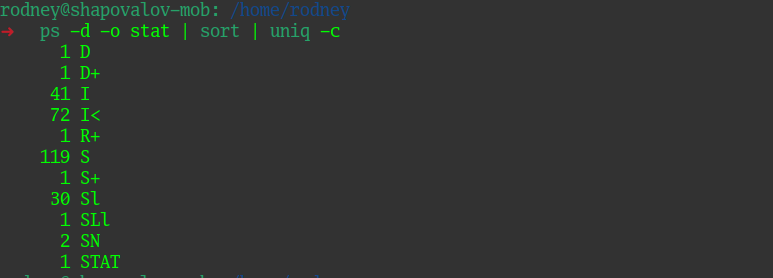 rodney@shapovalov-mob: /home/rodney
➜ ps -d -o stat | sort | uniq -c
1 D
1 D+
41 I
72 I<
1 R+
119 S
1 S+
30 Sl
1 SLl
2 SN
1 STAT